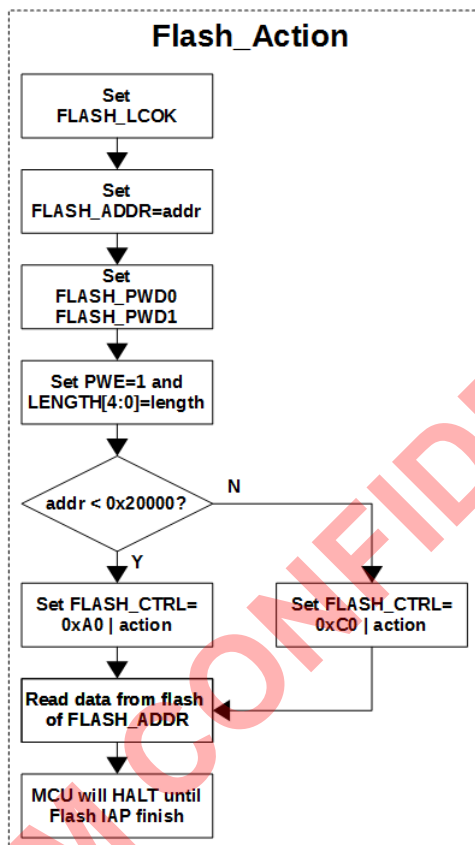 Flash_Action
Set
FLASH_LCOK
Set
FLASH_ADDR=addr
Set
FLASH_PWD0
FLASH_PWD1
Set PWE=1 and
LENGTH[4:0]=length
addr < 0x20000?
N
Y
Set FLASH_CTRL=
0xA0 | action
Set FLASH_CTRL=
0xC0 | action
Read data from flash
of FLASH_ADDR
MCU will HALT until
Flash IAP finish
M CONFID